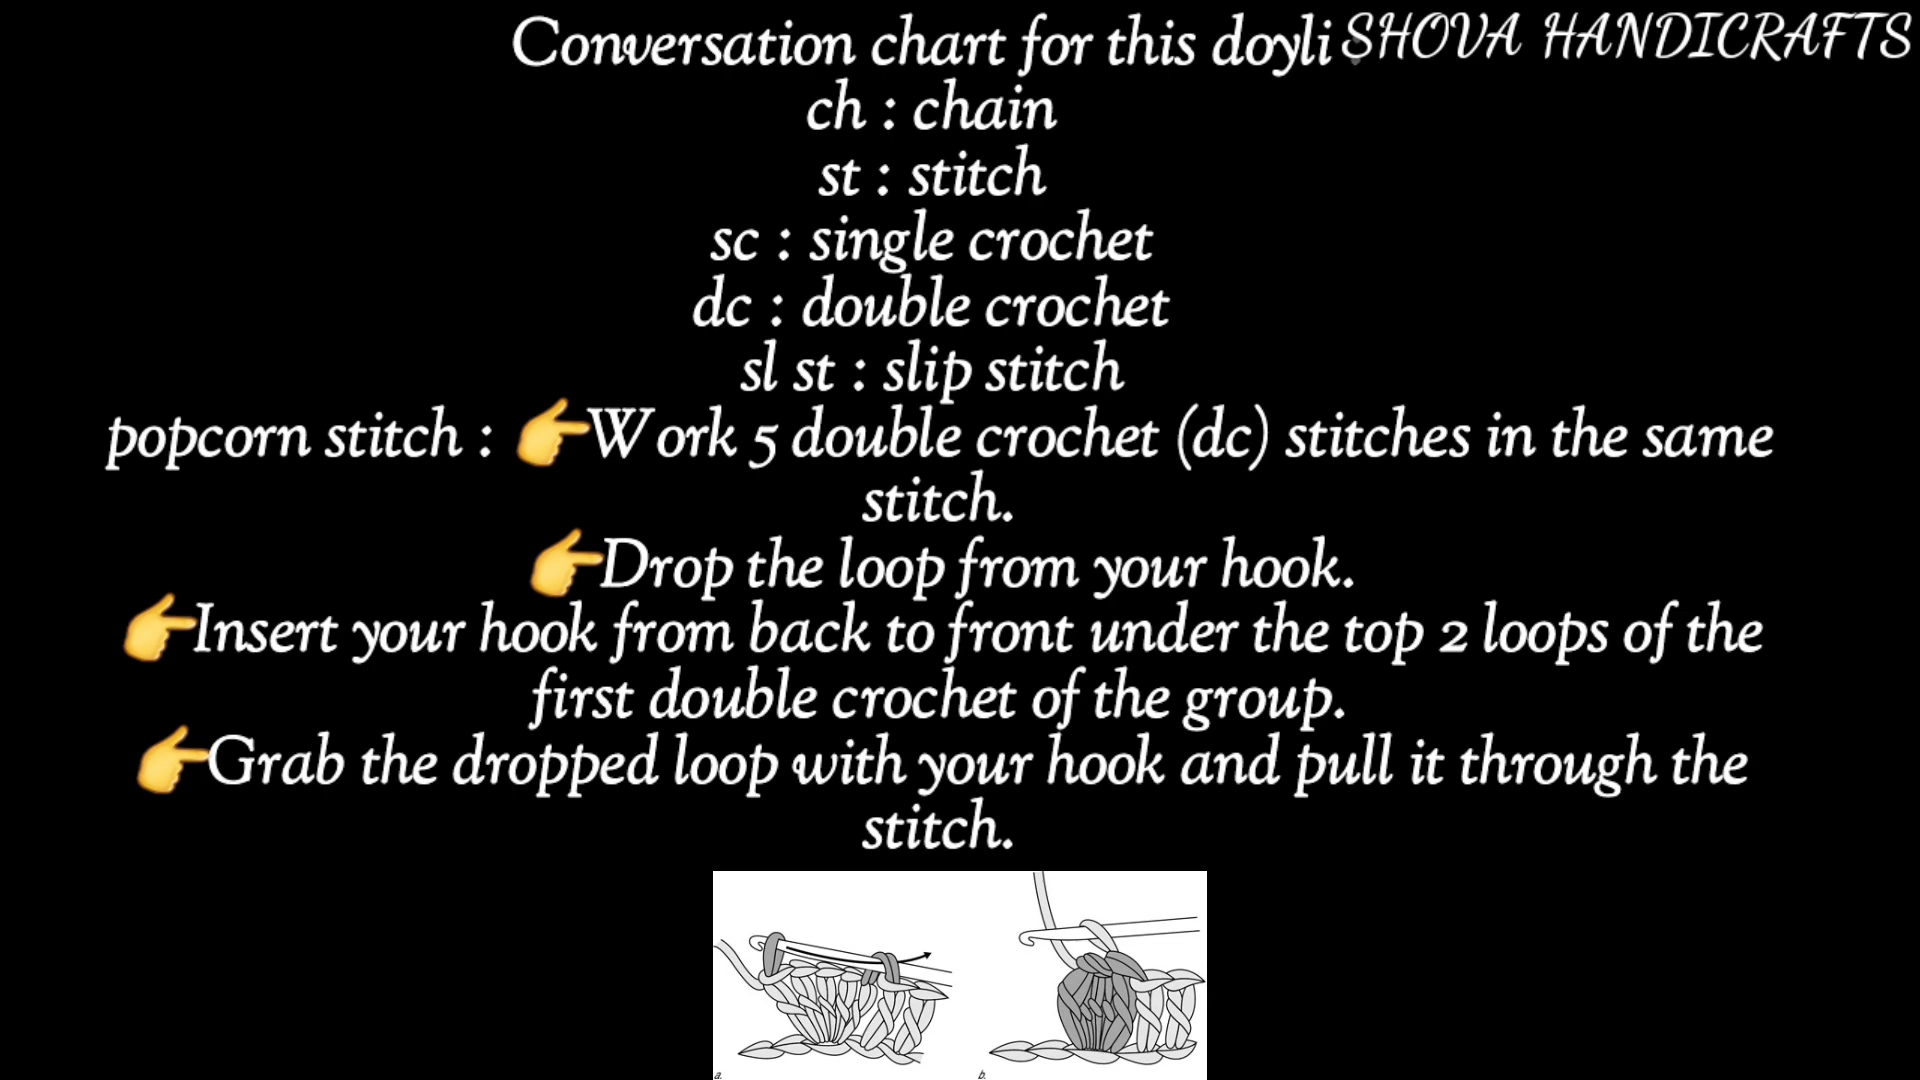 Conversation chart for this doyli SHOVA HANDICRAFTS
ch : chain
st : stitch
sc : single crochet
dc : double crochet
sl st : slip stitch
popcorn stitch : 👉Work 5 double crochet (dc) stitches in the same
stitch.
👉Drop the loop from your hook.
👉Insert your hook from back to front under the top 2 loops of the
first double crochet of the group.
👉Grab the dropped loop with your hook and pull it through the
stitch.
a. b.